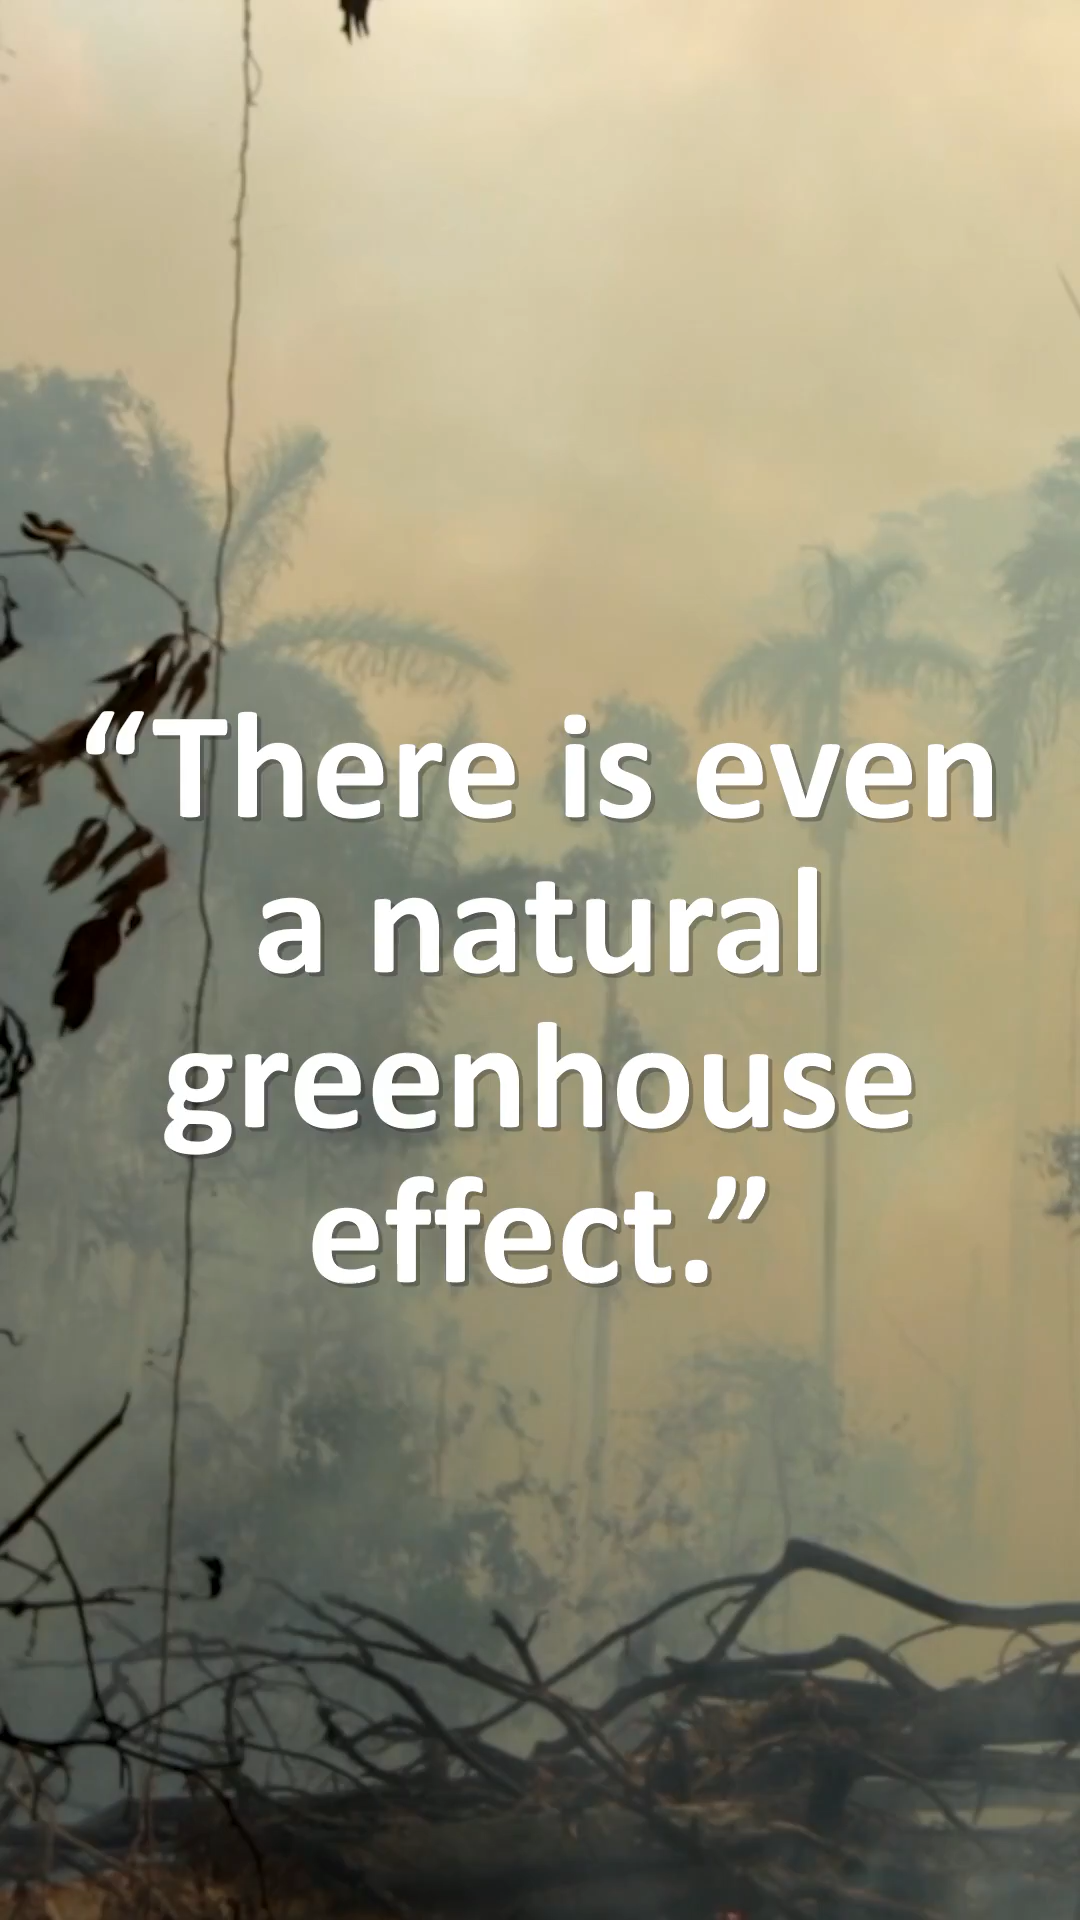 “There is even
a natural
greenhouse
effect.”